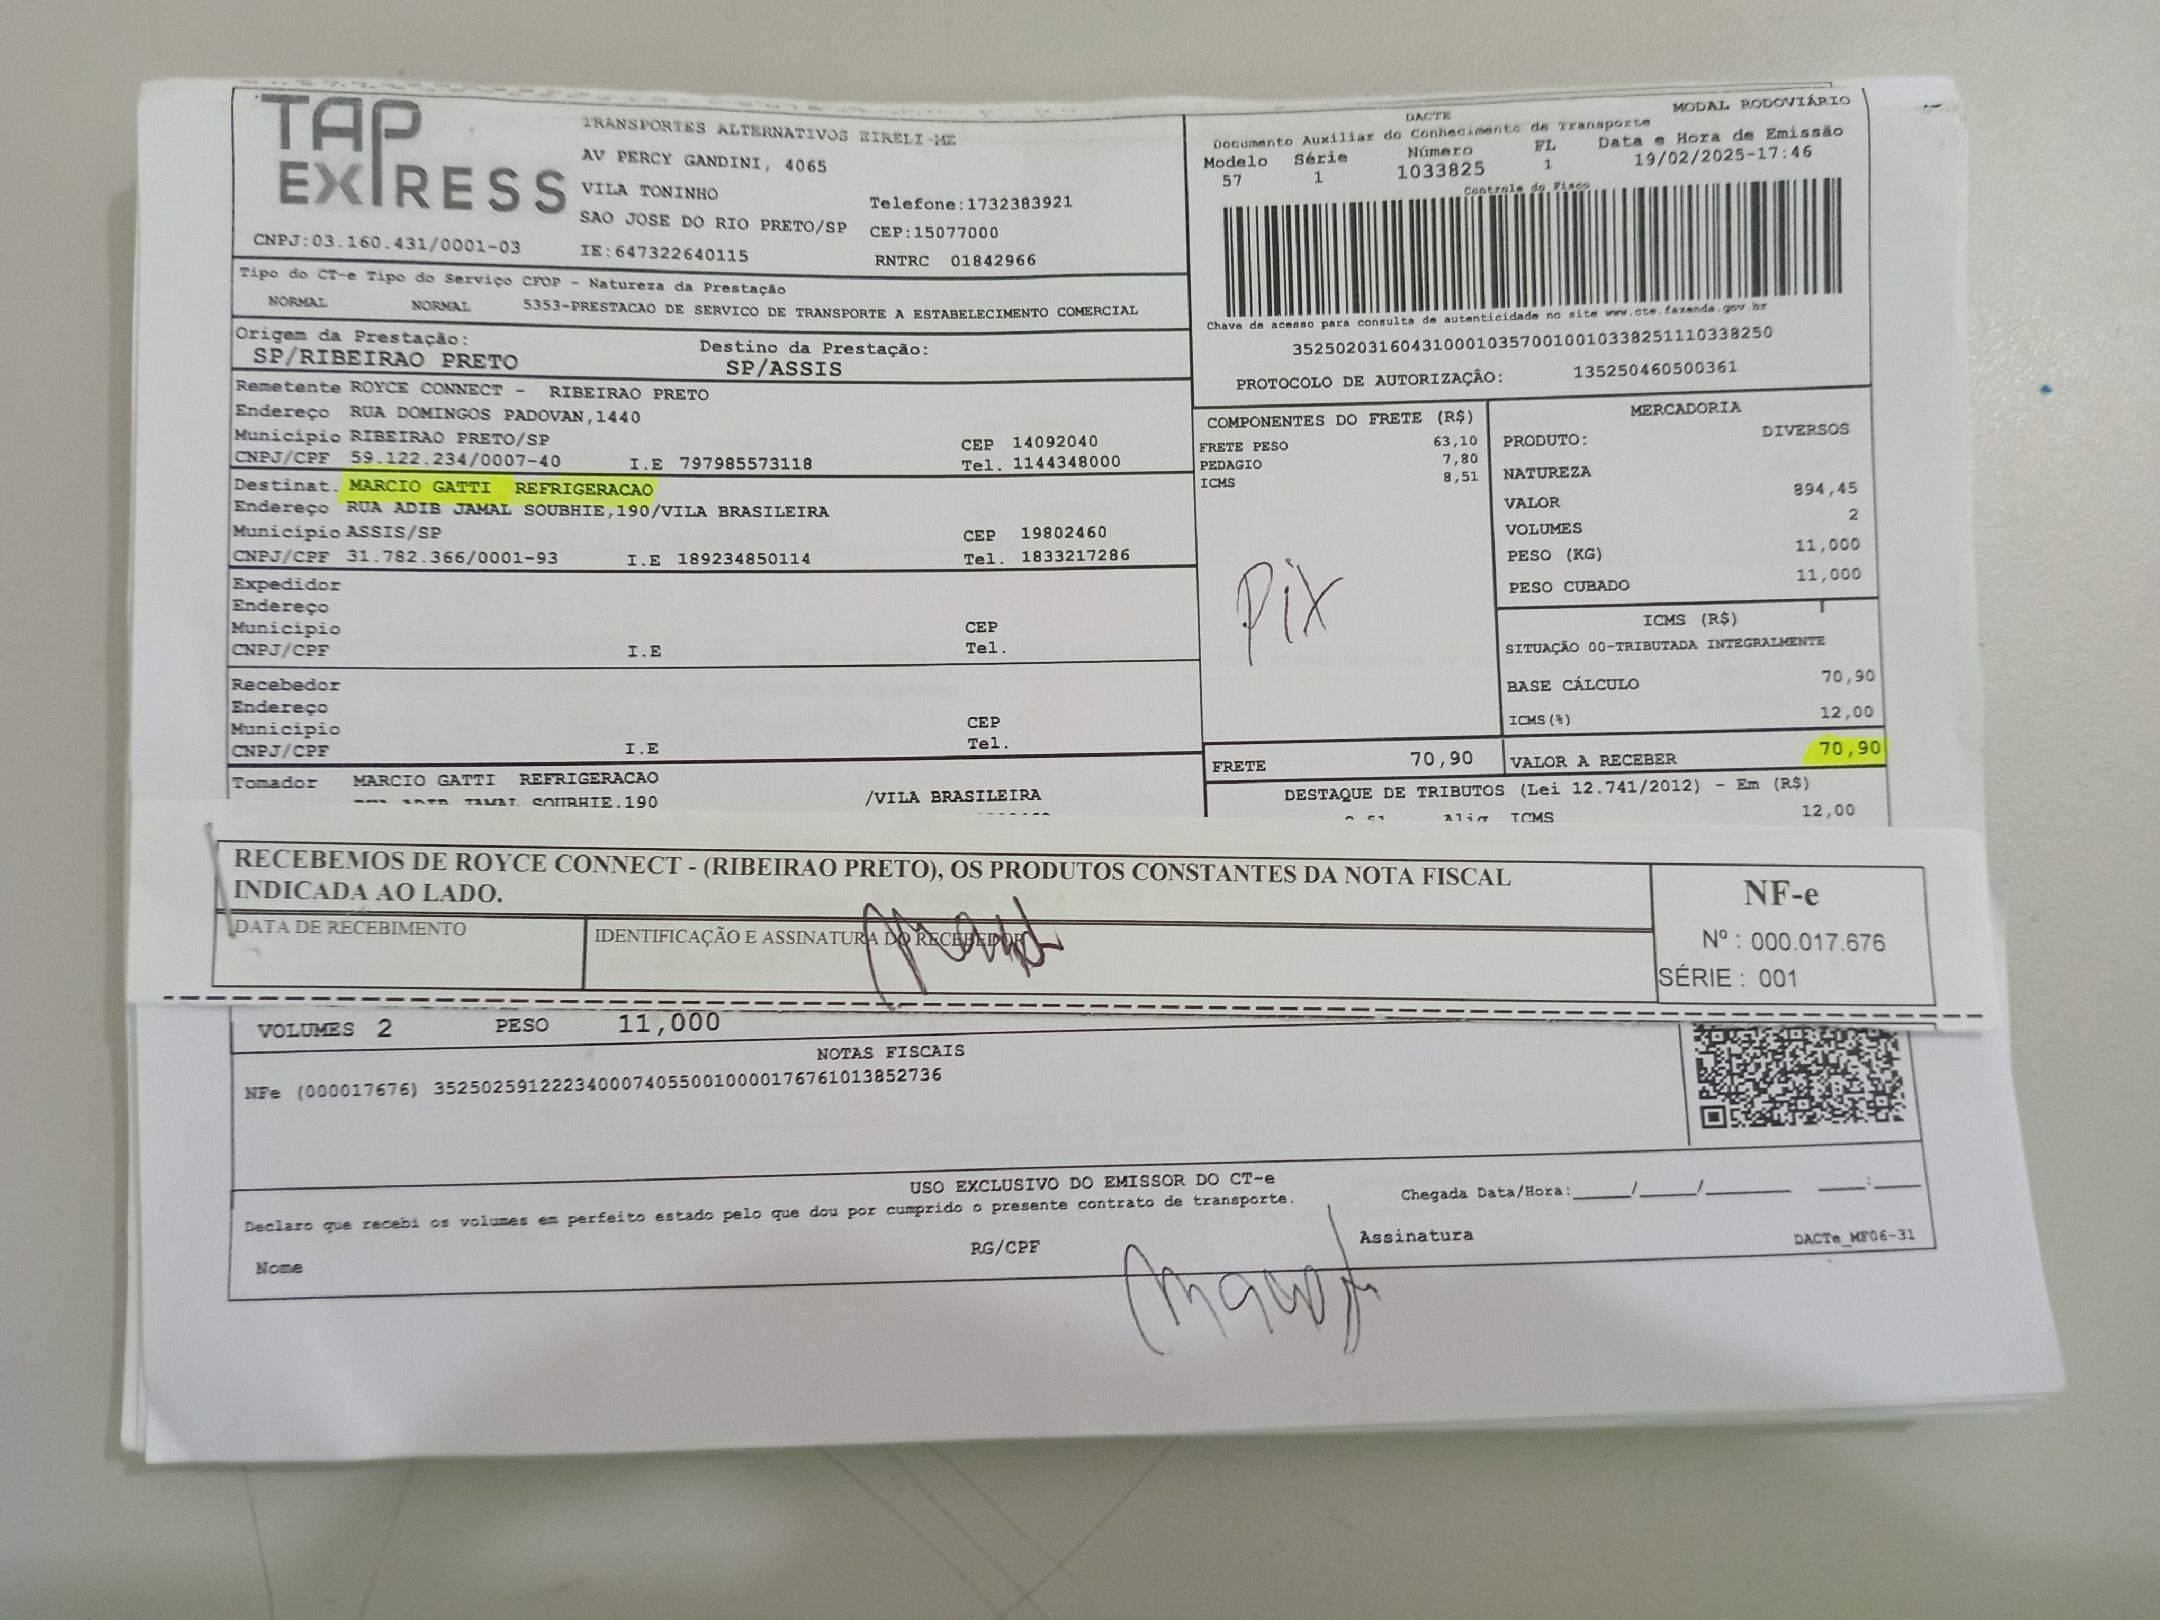 TAP EXPRESS
CNPJ:03.160.431/0001-03
TRANSPORTES ALTERNATIVOS EIRELI-ME
AV PERCY GANDINI, 4065
VILA TONINHO
SAO JOSE DO RIO PRETO/SP
IE:647322640115
Telefone:1732383921
CEP:15077000
RNTRC 01842966
DACTE
MODAL RODOVIÁRIO
Documento Auxiliar do Conhecimento de Transporte
Modelo Série Número FL Data e Hora de Emissão
57 1 1033825 1 19/02/2025-17:46
Controle do Fisco
Chave de acesso para consulta de autenticidade no site www.cte.fazenda.gov.br
35250203160431000103570010010338251110338250
PROTOCOLO DE AUTORIZAÇÂO: 135250460500361
Tipo do CT-e Tipo do Serviço CFOP - Natureza da Prestação
NORMAL NORMAL 5353-PRESTACAO DE SERVICO DE TRANSPORTE A ESTABELECIMENTO COMERCIAL
Origem da Prestação: Destino da Prestação:
SP/RIBEIRAO PRETO SP/ASSIS
Remetente ROYCE CONNECT - RIBEIRAO PRETO
Endereço RUA DOMINGOS PADOVAN,1440
Município RIBEIRAO PRETO/SP CEP 14092040
CNPJ/CPF 59.122.234/0007-40 I.E 797985573118 Tel. 1144348000
Destinat. MARCIO GATTI REFRIGERACAO
Endereço RUA ADIB JAMAL SOUBHIE,190/VILA BRASILEIRA
Município ASSIS/SP CEP 19802460
CNPJ/CPF 31.782.366/0001-93 I.E 189234850114 Tel. 1833217286
Expedidor
Endereço
Município CEP
CNPJ/CPF I.E Tel.
Recebedor
Endereço
Município CEP
CNPJ/CPF I.E Tel.
Tomador MARCIO GATTI REFRIGERACAO
RUA ADIB JAMAL SOUBHIE,190 /VILA BRASILEIRA
COMPONENTES DO FRETE (R$)
FRETE PESO 63,10
PEDAGIO 7,80
ICMS 8,51
Pix
MERCADORIA
PRODUTO: DIVERSOS
NATUREZA
VALOR 894,45
VOLUMES 2
PESO (KG) 11,000
PESO CUBADO 11,000
ICMS (R$)
SITUAÇÃO 00-TRIBUTADA INTEGRALMENTE
BASE CÁLCULO 70,90
ICMS(%) 12,00
FRETE 70,90 VALOR A RECEBER 70,90
DESTAQUE DE TRIBUTOS (Lei 12.741/2012) - Em (R$)
8,51 Aliq ICMS 12,00
RECEBEMOS DE ROYCE CONNECT - (RIBEIRAO PRETO), OS PRODUTOS CONSTANTES DA NOTA FISCAL
INDICADA AO LADO.
DATA DE RECEBIMENTO
IDENTIFICAÇÃO E ASSINATURA DO RECEBEDOR
NF-e
Nº : 000.017.676
SÉRIE : 001
VOLUMES 2 PESO 11,000
NOTAS FISCAIS
NFe (000017676) 35250259122234000740550010000176761013852736
USO EXCLUSIVO DO EMISSOR DO CT-e
Declaro que recebi os volumes em perfeito estado pelo que dou por cumprido o presente contrato de transporte.
Chegada Data/Hora:____/____/______ ___:___
Nome RG/CPF Assinatura
DACTe_MF06-31